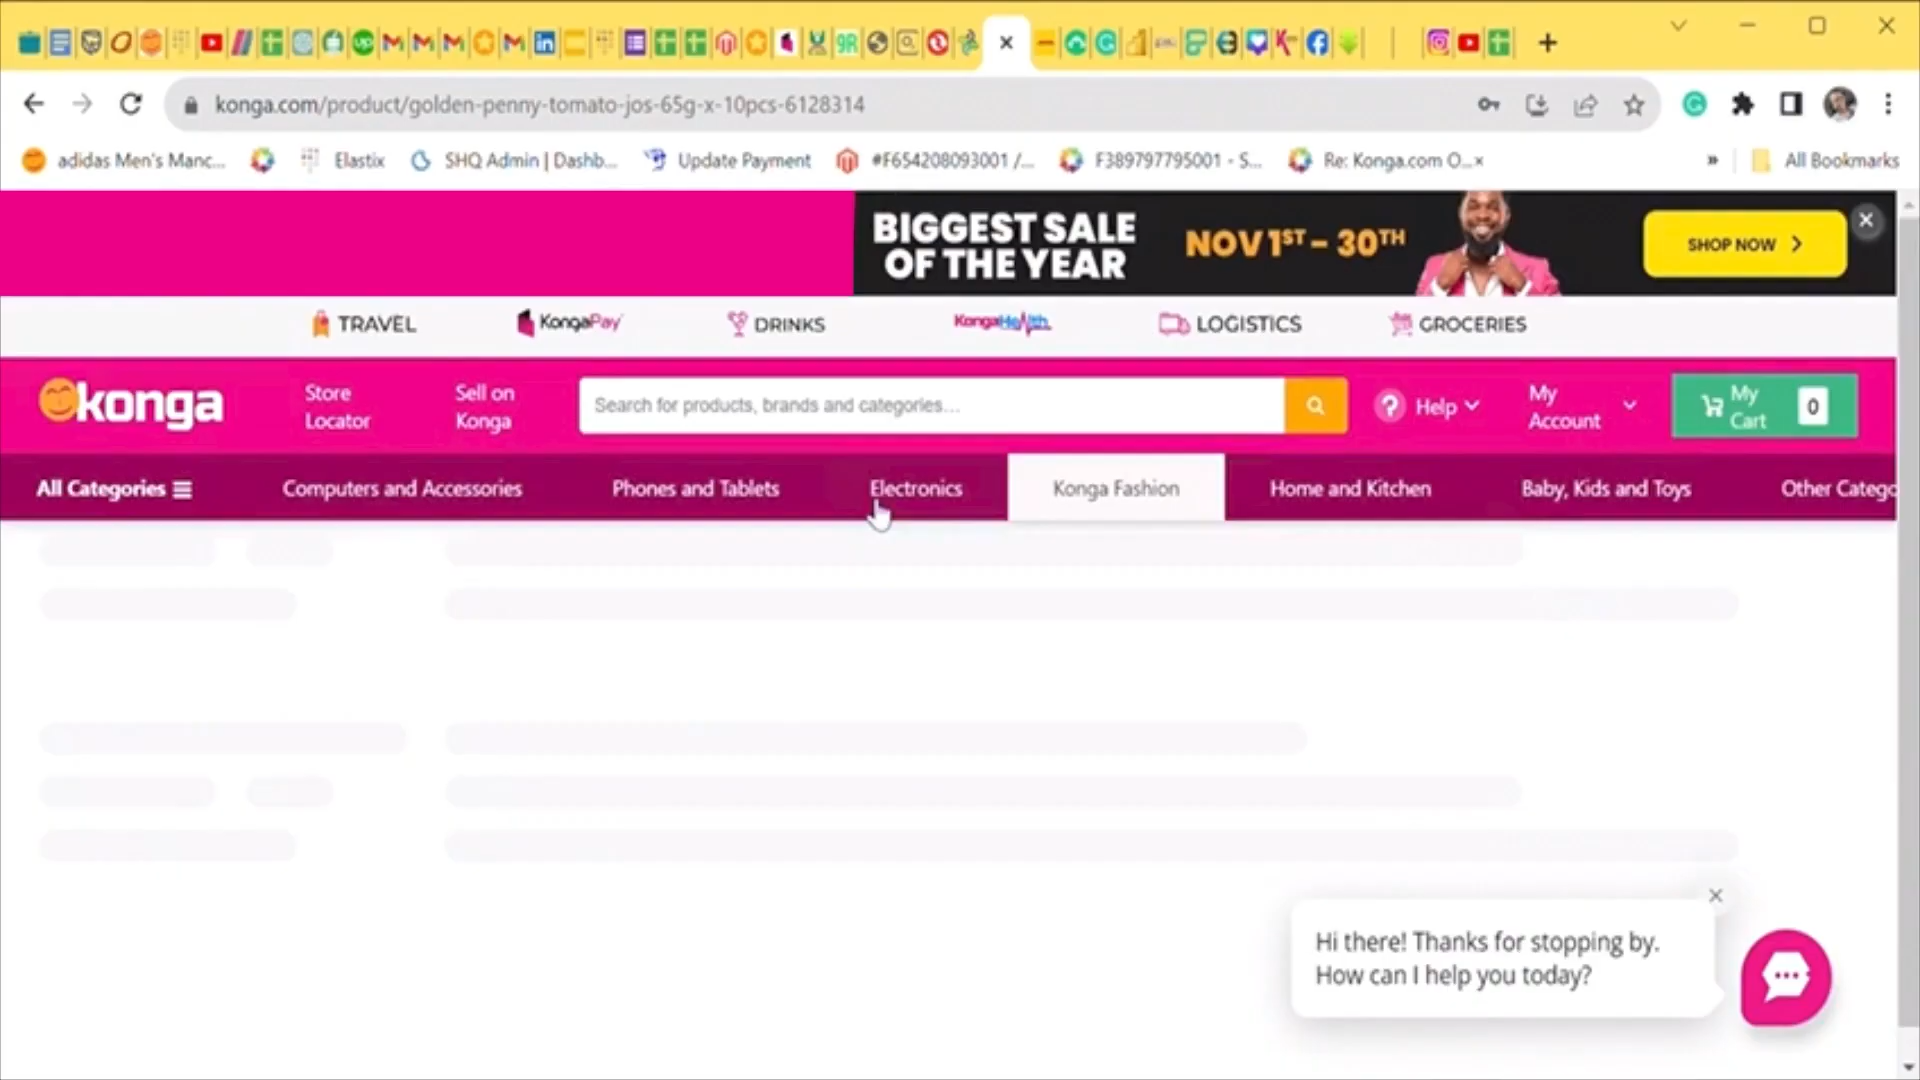 konga.com/product/golden-penny-tomato-jos-65g-x-10pcs-6128314
adidas Men's Manc... Elastix SHQ Admin | Dashb... Update Payment #F654208093001 /... F389797795001 - S... Re: Konga.com O... × » All Bookmarks
BIGGEST SALE
OF THE YEAR
NOV 1ST – 30TH
SHOP NOW
TRAVEL KongaPay DRINKS KongaHealth LOGISTICS GROCERIES
konga
Store
Locator
Sell on
Konga
Search for products, brands and categories...
? Help
My
Account
My
Cart
0
All Categories Computers and Accessories Phones and Tablets Electronics Konga Fashion Home and Kitchen Baby, Kids and Toys Other Catego
Hi there! Thanks for stopping by.
How can I help you today?